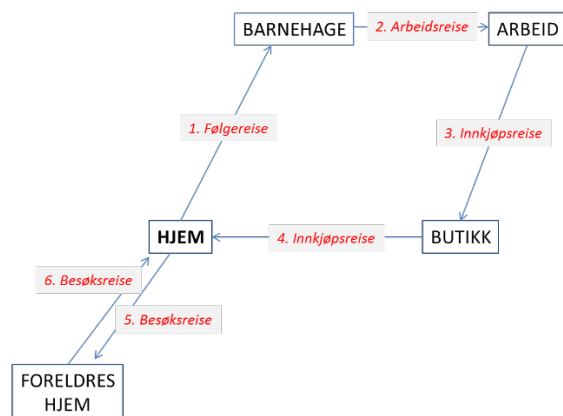 BARNEHAGE
2. Arbeidsreise
ARBEID
1. Følgereise
3. Innkjøpsreise
HJEM
4. Innkjøpsreise
BUTIKK
6. Besøksreise
5. Besøksreise
FORELDRES
HJEM